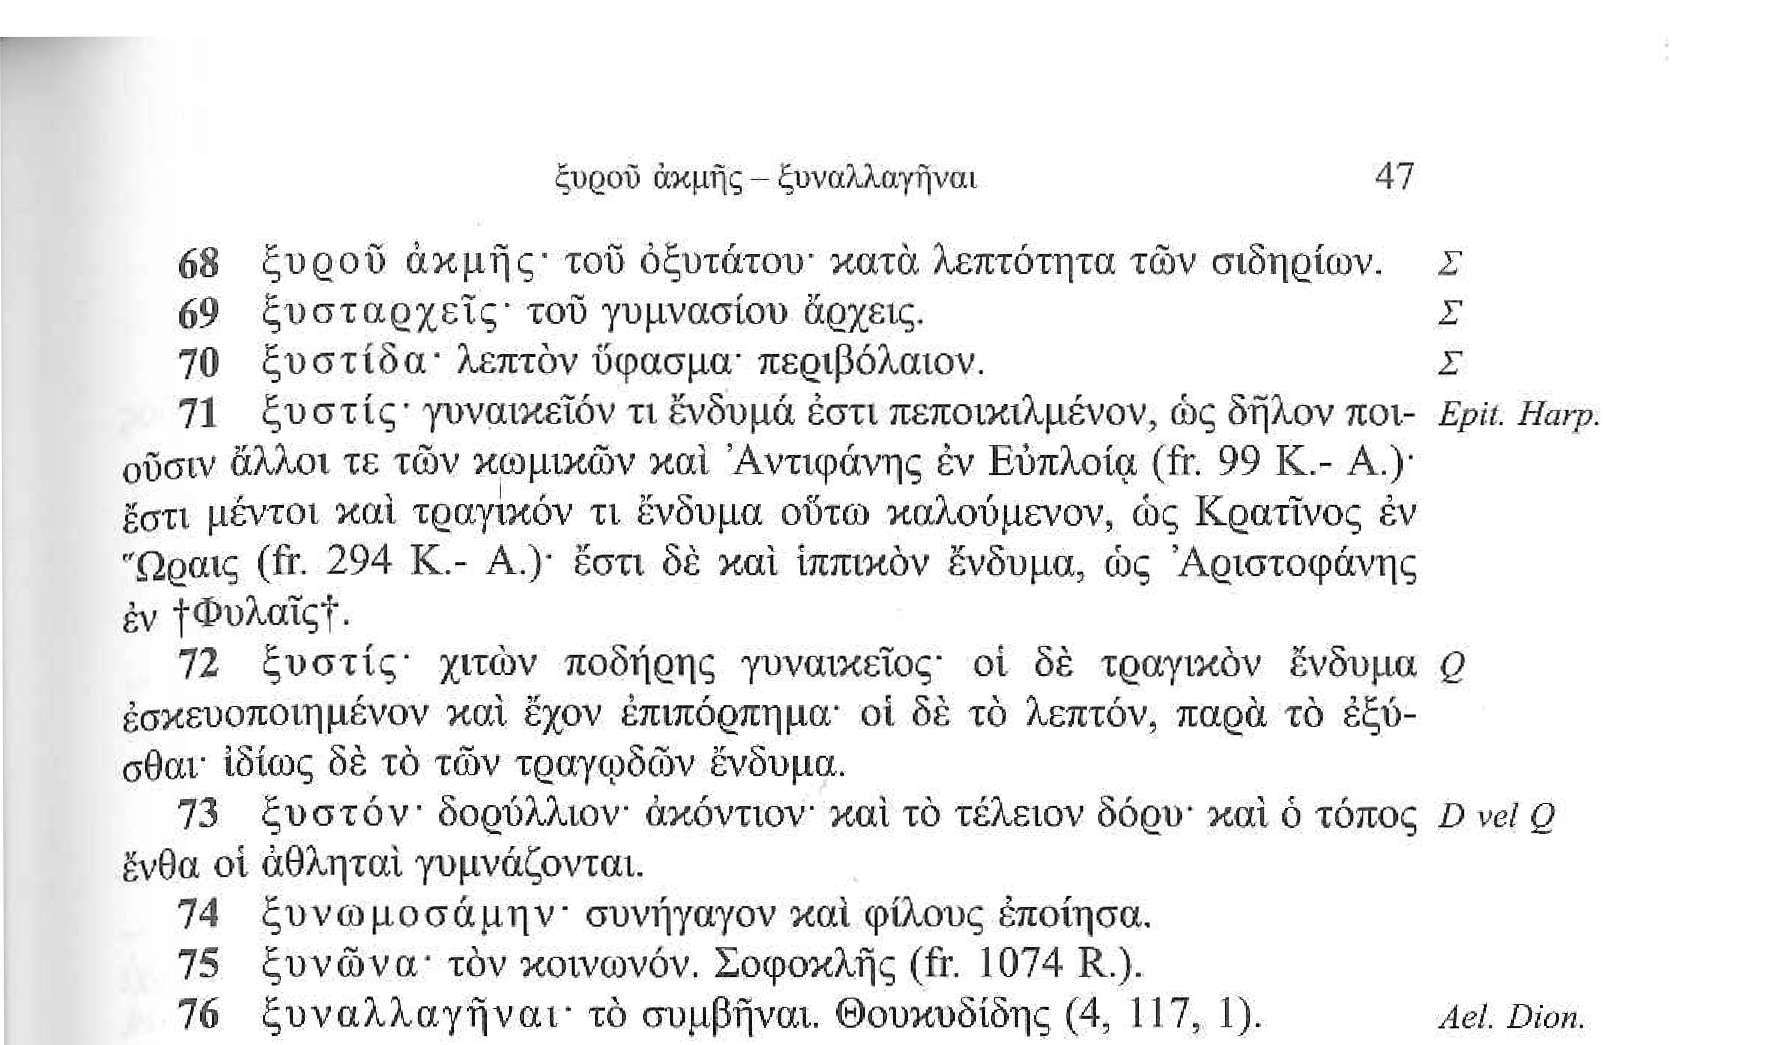 ξυροῦ ἀκμῆς – ξυναλλαγῆναι 47
68 ξυροῦ ἀκμῆς· τοῦ ὀξυτάτου· κατὰ λεπτότητα τῶν σιδηρίων. Σ
69 ξυσταρχεῖς· τοῦ γυμνασίου ἄρχεις. Σ
70 ξυστίδα· λεπτὸν ὕφασμα· περιβόλαιον. Σ
71 ξυστίς· γυναικεῖόν τι ἔνδυμά ἐστι πεποικιλμένον, ὡς δῆλον ποι- Epit. Harp.
οῦσιν ἄλλοι τε τῶν κωμικῶν καὶ Ἀντιφάνης ἐν Εὐπλοίᾳ (fr. 99 K.- A.)·
ἔστι μέντοι καὶ τραγικόν τι ἔνδυμα οὕτω καλούμενον, ὡς Κρατῖνος ἐν
Ὥραις (fr. 294 K.- A.)· ἔστι δὲ καὶ ἱππικὸν ἔνδυμα, ὡς Ἀριστοφάνης
ἐν †Φυλαῖς†.
72 ξυστίς· χιτὼν ποδήρης γυναικεῖος· οἱ δὲ τραγικὸν ἔνδυμα Q
ἐσκευοποιημένον καὶ ἔχον ἐπιπόρπημα· οἱ δὲ τὸ λεπτόν, παρὰ τὸ ἐξύ-
σθαι· ἰδίως δὲ τὸ τῶν τραγῳδῶν ἔνδυμα.
73 ξυστόν· δορύλλιον· ἀκόντιον· καὶ τὸ τέλειον δόρυ· καὶ ὁ τόπος D vel Q
ἔνθα οἱ ἀθληταὶ γυμνάζονται.
74 ξυνωμοσάμην· συνήγαγον καὶ φίλους ἐποίησα.
75 ξυνῶνα· τὸν κοινωνόν. Σοφοκλῆς (fr. 1074 R.).
76 ξυναλλαγῆναι· τὸ συμβῆναι. Θουκυδίδης (4, 117, 1). Ael. Dion.